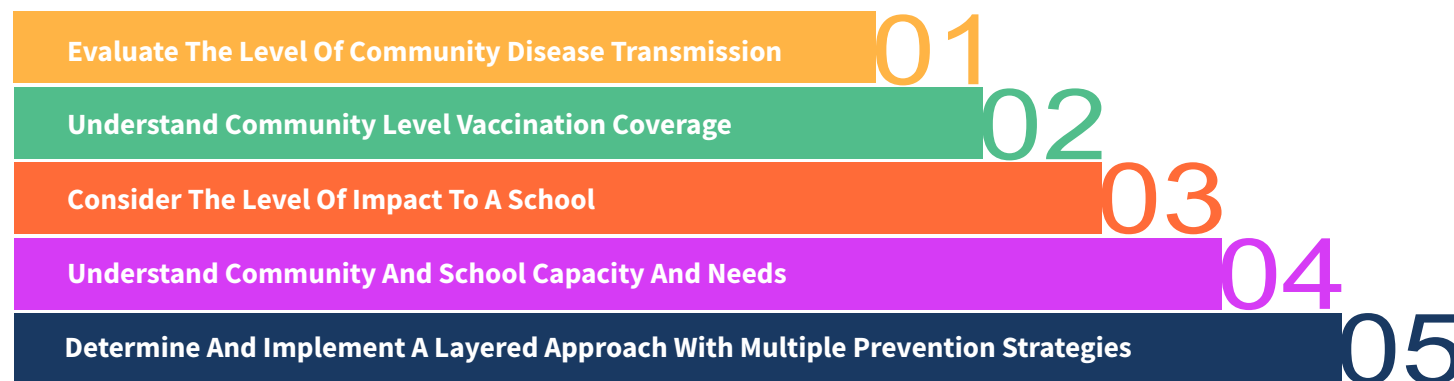 Evaluate The Level Of Community Disease Transmission 01
Understand Community Level Vaccination Coverage 02
Consider The Level Of Impact To A School 03
Understand Community And School Capacity And Needs 04
Determine And Implement A Layered Approach With Multiple Prevention Strategies 05